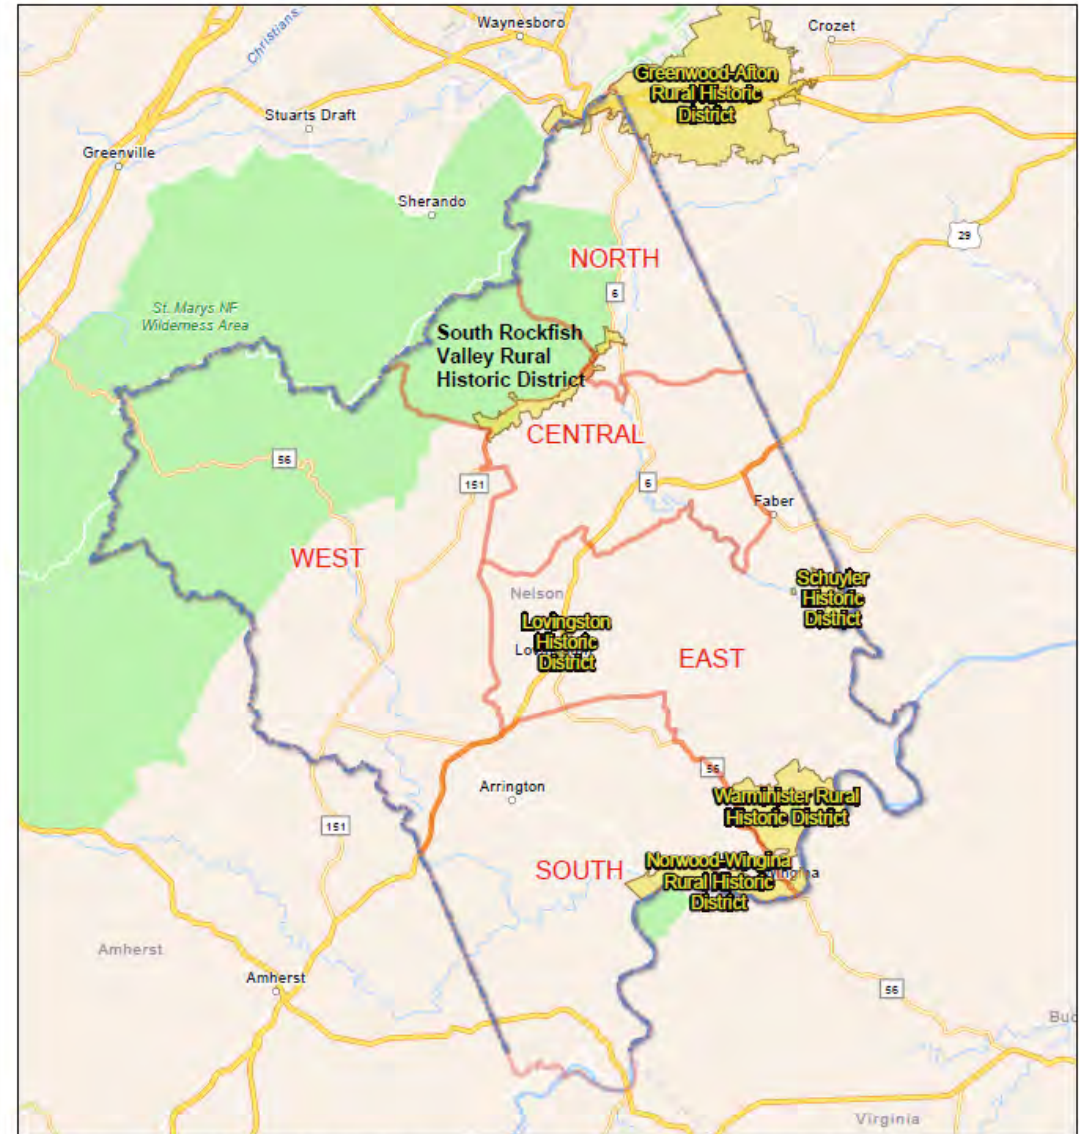 Waynesboro
Crozet
Christians
Greenwood-Afton
Rural Historic
District
Stuarts Draft
Greenville
Sherando
29
NORTH
6
St. Marys NF
Wilderness Area
South Rockfish
Valley Rural
Historic District
CENTRAL
56
151
6
Faber
WEST
Schuyler
Historic
District
Nelson
Lovingston
Historic
District
EAST
56
Arrington
Warminister Rural
Historic District
151
SOUTH
Norwood-Wingina
Rural Historic
District
Amherst
Amherst
56
Buc
Virginia